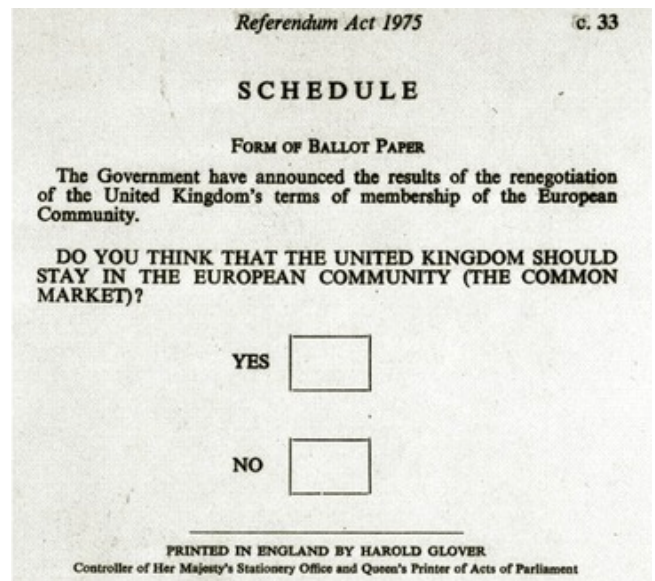 Referendum Act 1975 c. 33
SCHEDULE
FORM OF BALLOT PAPER
The Government have announced the results of the renegotiation
of the United Kingdom's terms of membership of the European
Community.
DO YOU THINK THAT THE UNITED KINGDOM SHOULD
STAY IN THE EUROPEAN COMMUNITY (THE COMMON
MARKET)?
YES
NO
PRINTED IN ENGLAND BY HAROLD GLOVER
Controller of Her Majesty's Stationery Office and Queen's Printer of Acts of Parliament